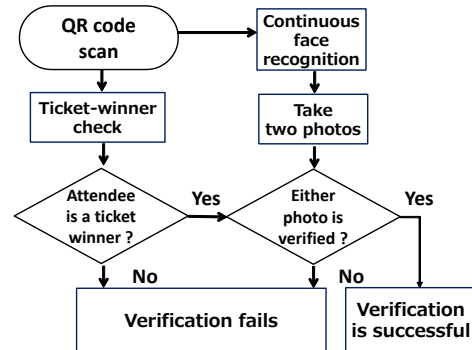 QR code
scan
Continuous
face
recognition
Ticket-winner
check
Take
two photos
Attendee
is a ticket
winner ?
Yes
Either
photo is
verified ?
Yes
No
No
Verification fails
Verification
is successful